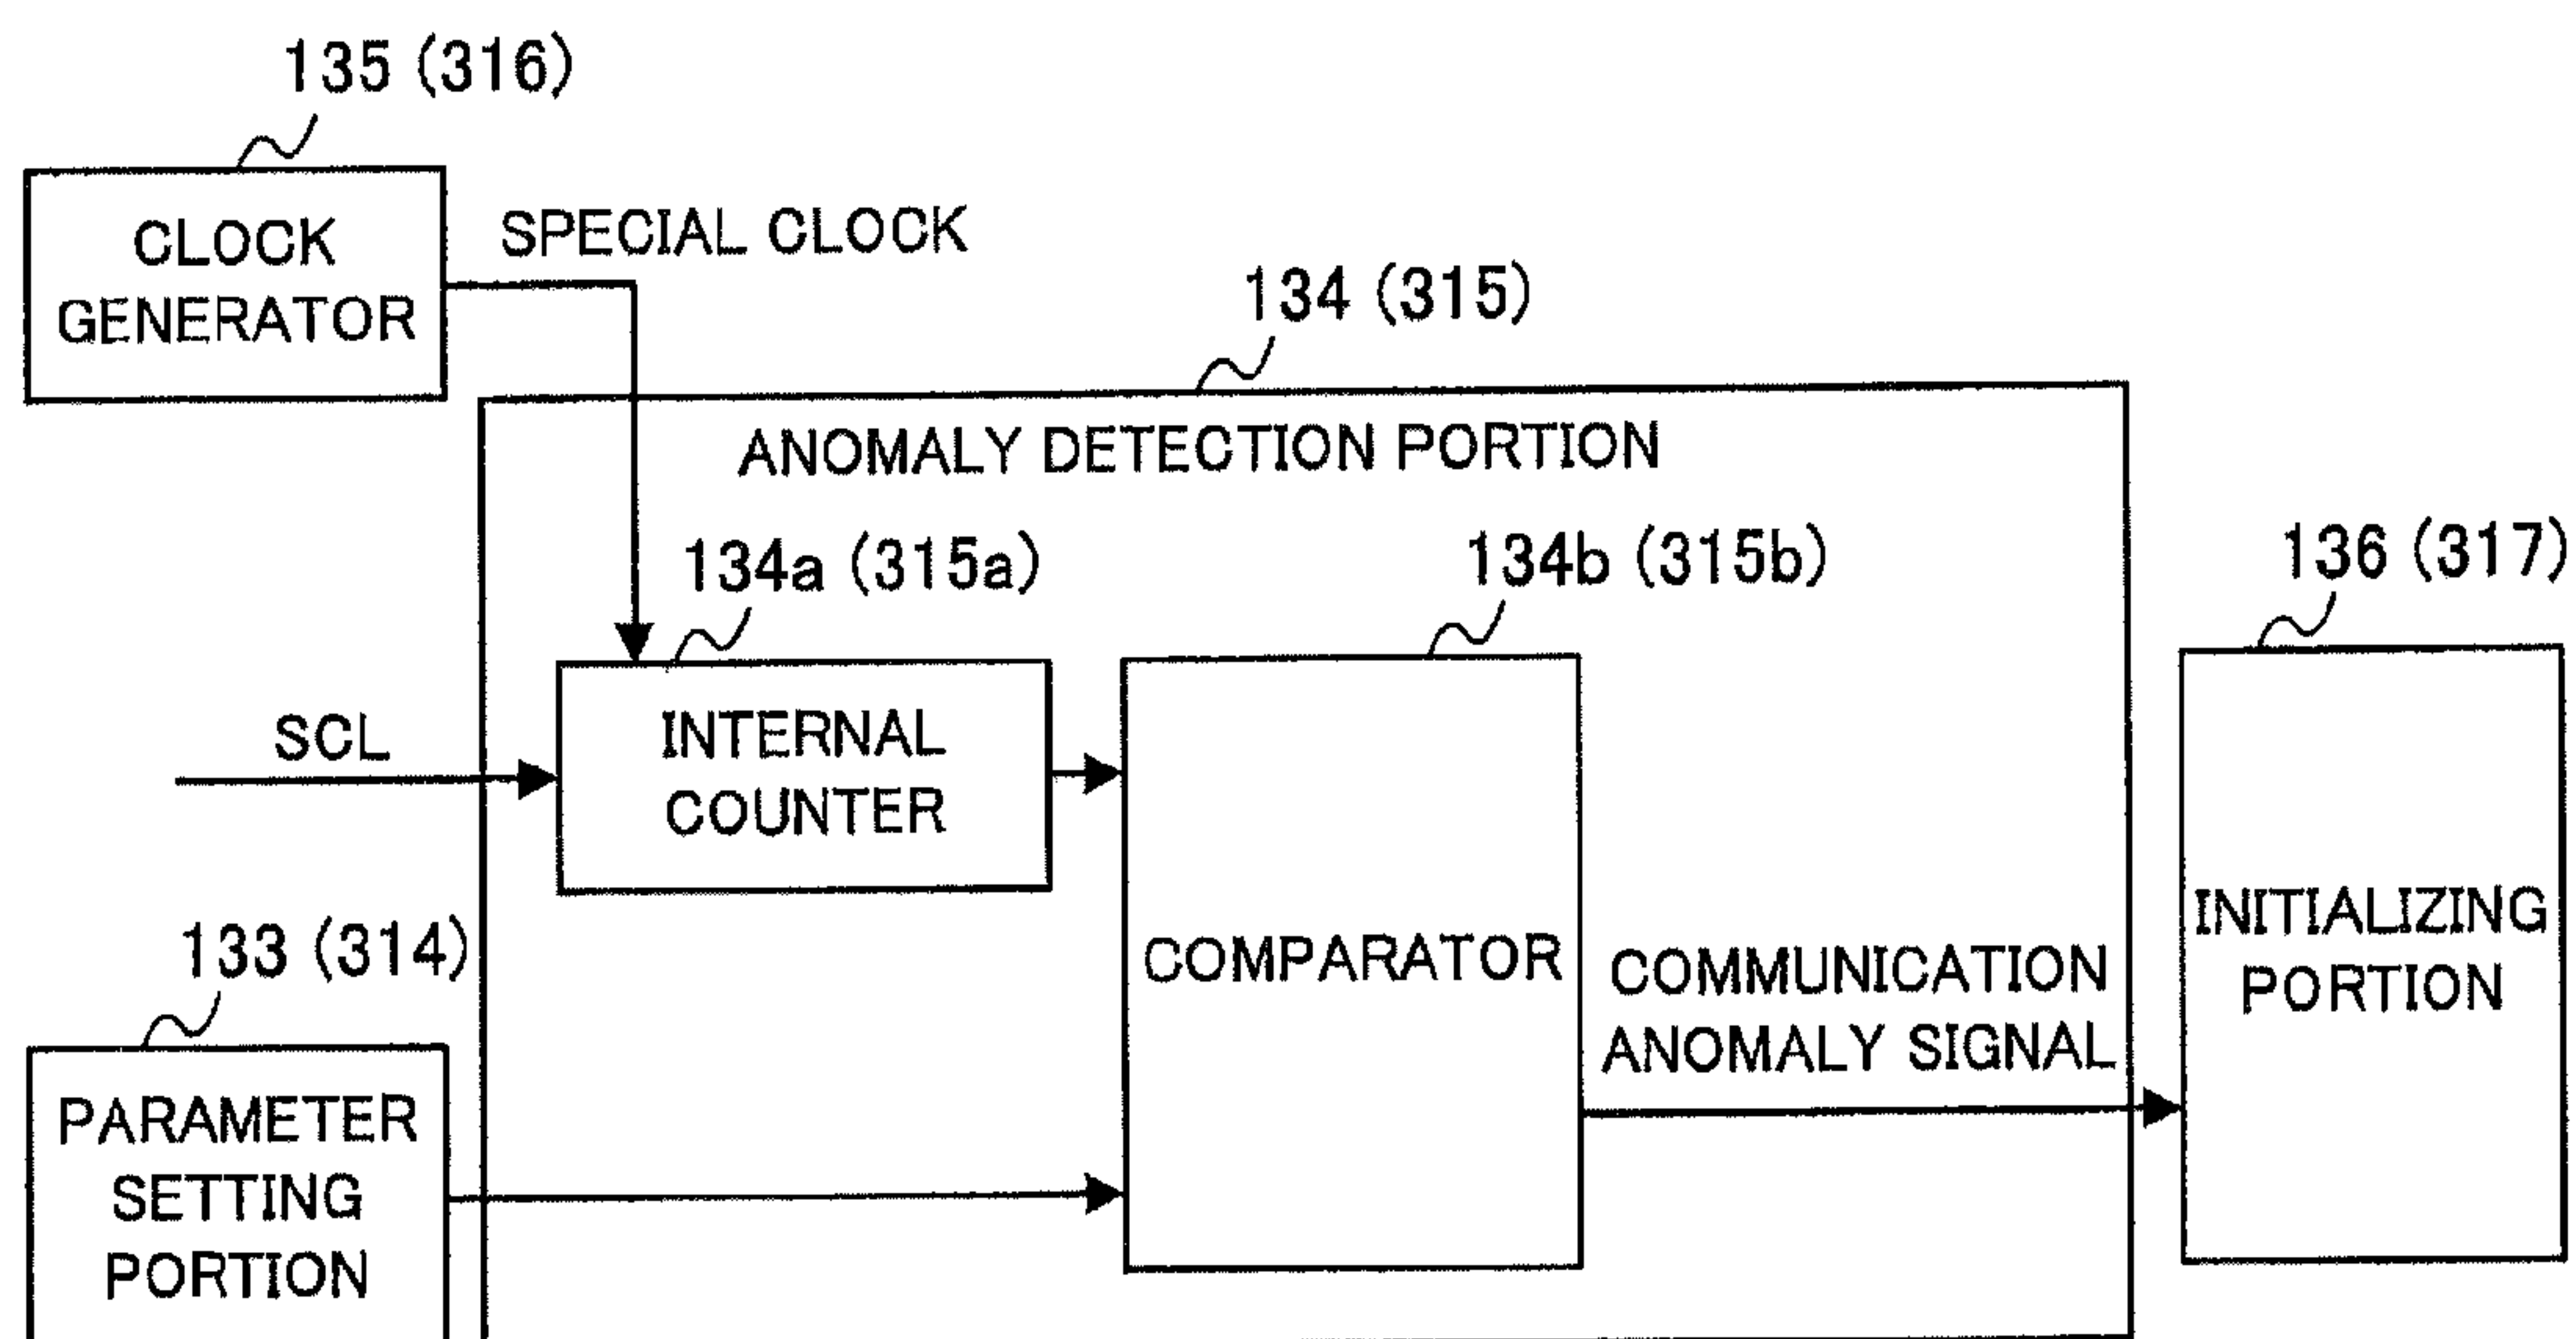 135 (316)
CLOCK
GENERATOR
SPECIAL CLOCK
134 (315)
ANOMALY DETECTION PORTION
134a (315a)
134b (315b)
136 (317)
SCL
INTERNAL
COUNTER
133 (314)
PARAMETER
SETTING
PORTION
COMPARATOR
COMMUNICATION
ANOMALY SIGNAL
INITIALIZING
PORTION